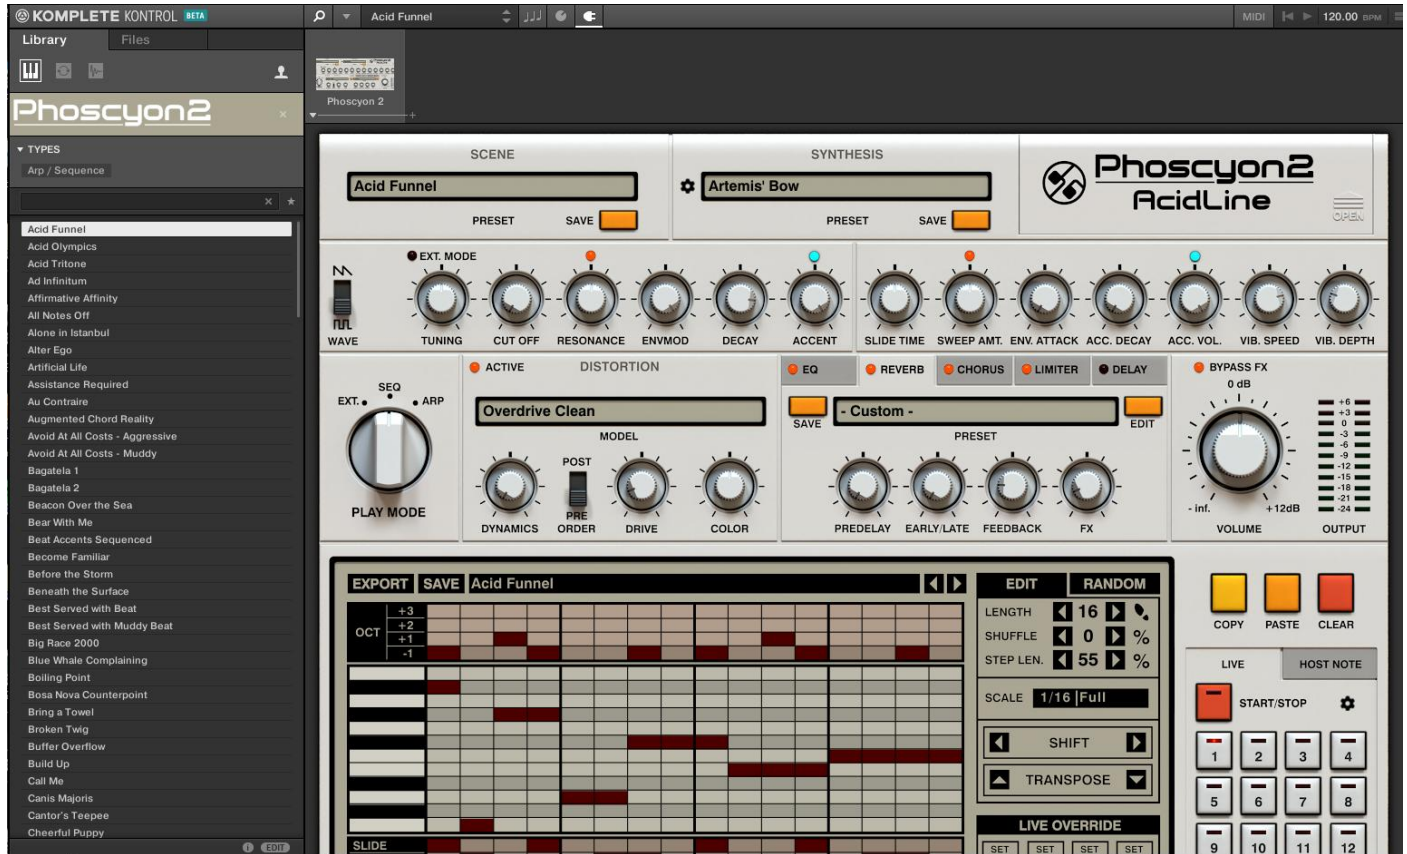 KOMPLETE KONTROL BETA
Acid Funnel
MIDI
120.00 BPM
Library
Files
Phoscyon2
TYPES
Arp / Sequence
Acid Funnel
Acid Olympics
Acid Tritone
Ad Infinitum
Affirmative Affinity
All Notes Off
Alone in Istanbul
Alter Ego
Artificial Life
Assistance Required
Au Contraire
Augmented Chord Reality
Avoid At All Costs - Aggressive
Avoid At All Costs - Muddy
Bagatela 1
Bagatela 2
Beacon Over the Sea
Bear With Me
Beat Accents Sequenced
Become Familiar
Before the Storm
Beneath the Surface
Best Served with Beat
Best Served with Muddy Beat
Big Race 2000
Blue Whale Complaining
Boiling Point
Bosa Nova Counterpoint
Bring a Towel
Broken Twig
Buffer Overflow
Build Up
Call Me
Canis Majoris
Cantor's Teepee
Cheerful Puppy
EDIT
Phoscyon 2
SCENE
Acid Funnel
PRESET SAVE
SYNTHESIS
Artemis' Bow
PRESET SAVE
Phoscyon2
AcidLine
OPEN
EXT. MODE
WAVE TUNING CUT OFF RESONANCE ENVMOD DECAY ACCENT
SLIDE TIME SWEEP AMT. ENV. ATTACK ACC. DECAY ACC. VOL. VIB. SPEED VIB. DEPTH
SEQ
EXT. ARP
PLAY MODE
ACTIVE DISTORTION
Overdrive Clean
MODEL
POST
PRE
DYNAMICS ORDER DRIVE COLOR
EQ REVERB CHORUS LIMITER DELAY
- Custom -
SAVE PRESET EDIT
PREDELAY EARLY/LATE FEEDBACK FX
BYPASS FX
0 dB
- inf. +12dB
VOLUME
+6
+3
0
-3
-6
-9
-12
-15
-18
-21
-24
OUTPUT
EXPORT SAVE Acid Funnel
OCT
+3
+2
+1
-1
SLIDE
EDIT RANDOM
LENGTH 16
SHUFFLE 0 %
STEP LEN. 55 %
SCALE 1/16 |Full
SHIFT
TRANSPOSE
LIVE OVERRIDE
SET SET SET SET
COPY PASTE CLEAR
LIVE HOST NOTE
START/STOP
1 2 3 4
5 6 7 8
9 10 11 12